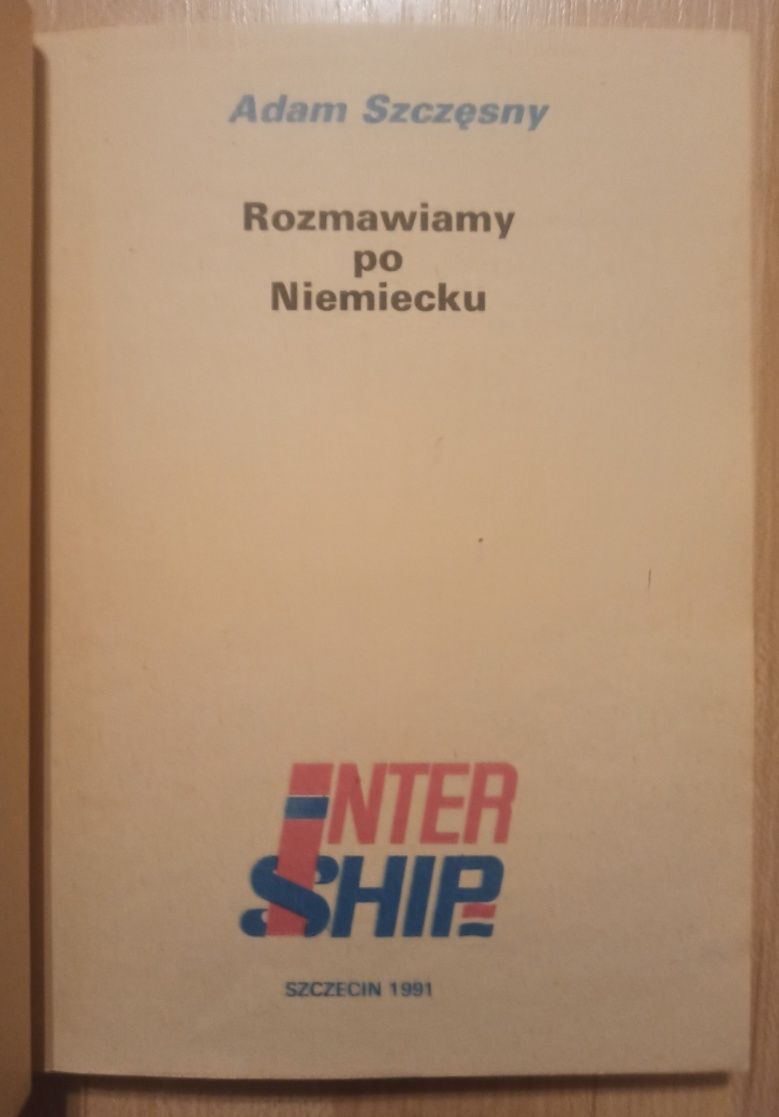 Adam Szczęsny
Rozmawiamy
po
Niemiecku
INTER
SHIP
SZCZECIN 1991